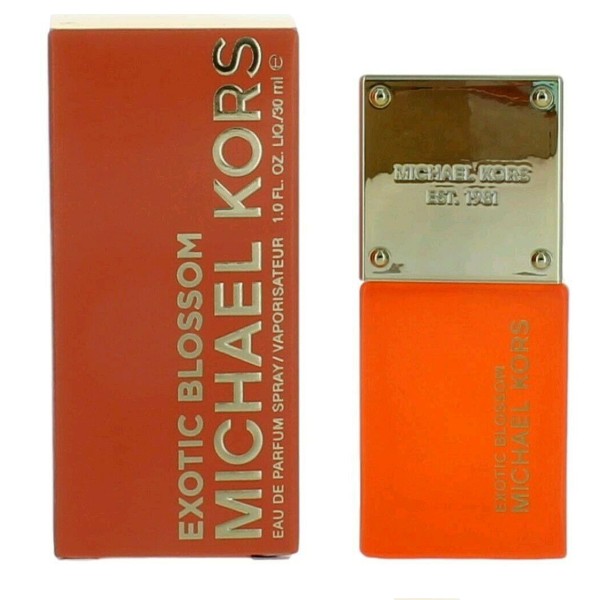 EXOTIC BLOSSOM
MICHAEL KORS
EAU DE PARFUM SPRAY/ VAPORISATEUR 1.0 FL. OZ. LIQ./30 ml ℮
MICHAEL KORS
EST. 1981
EXOTIC BLOSSOM
MICHAEL KORS